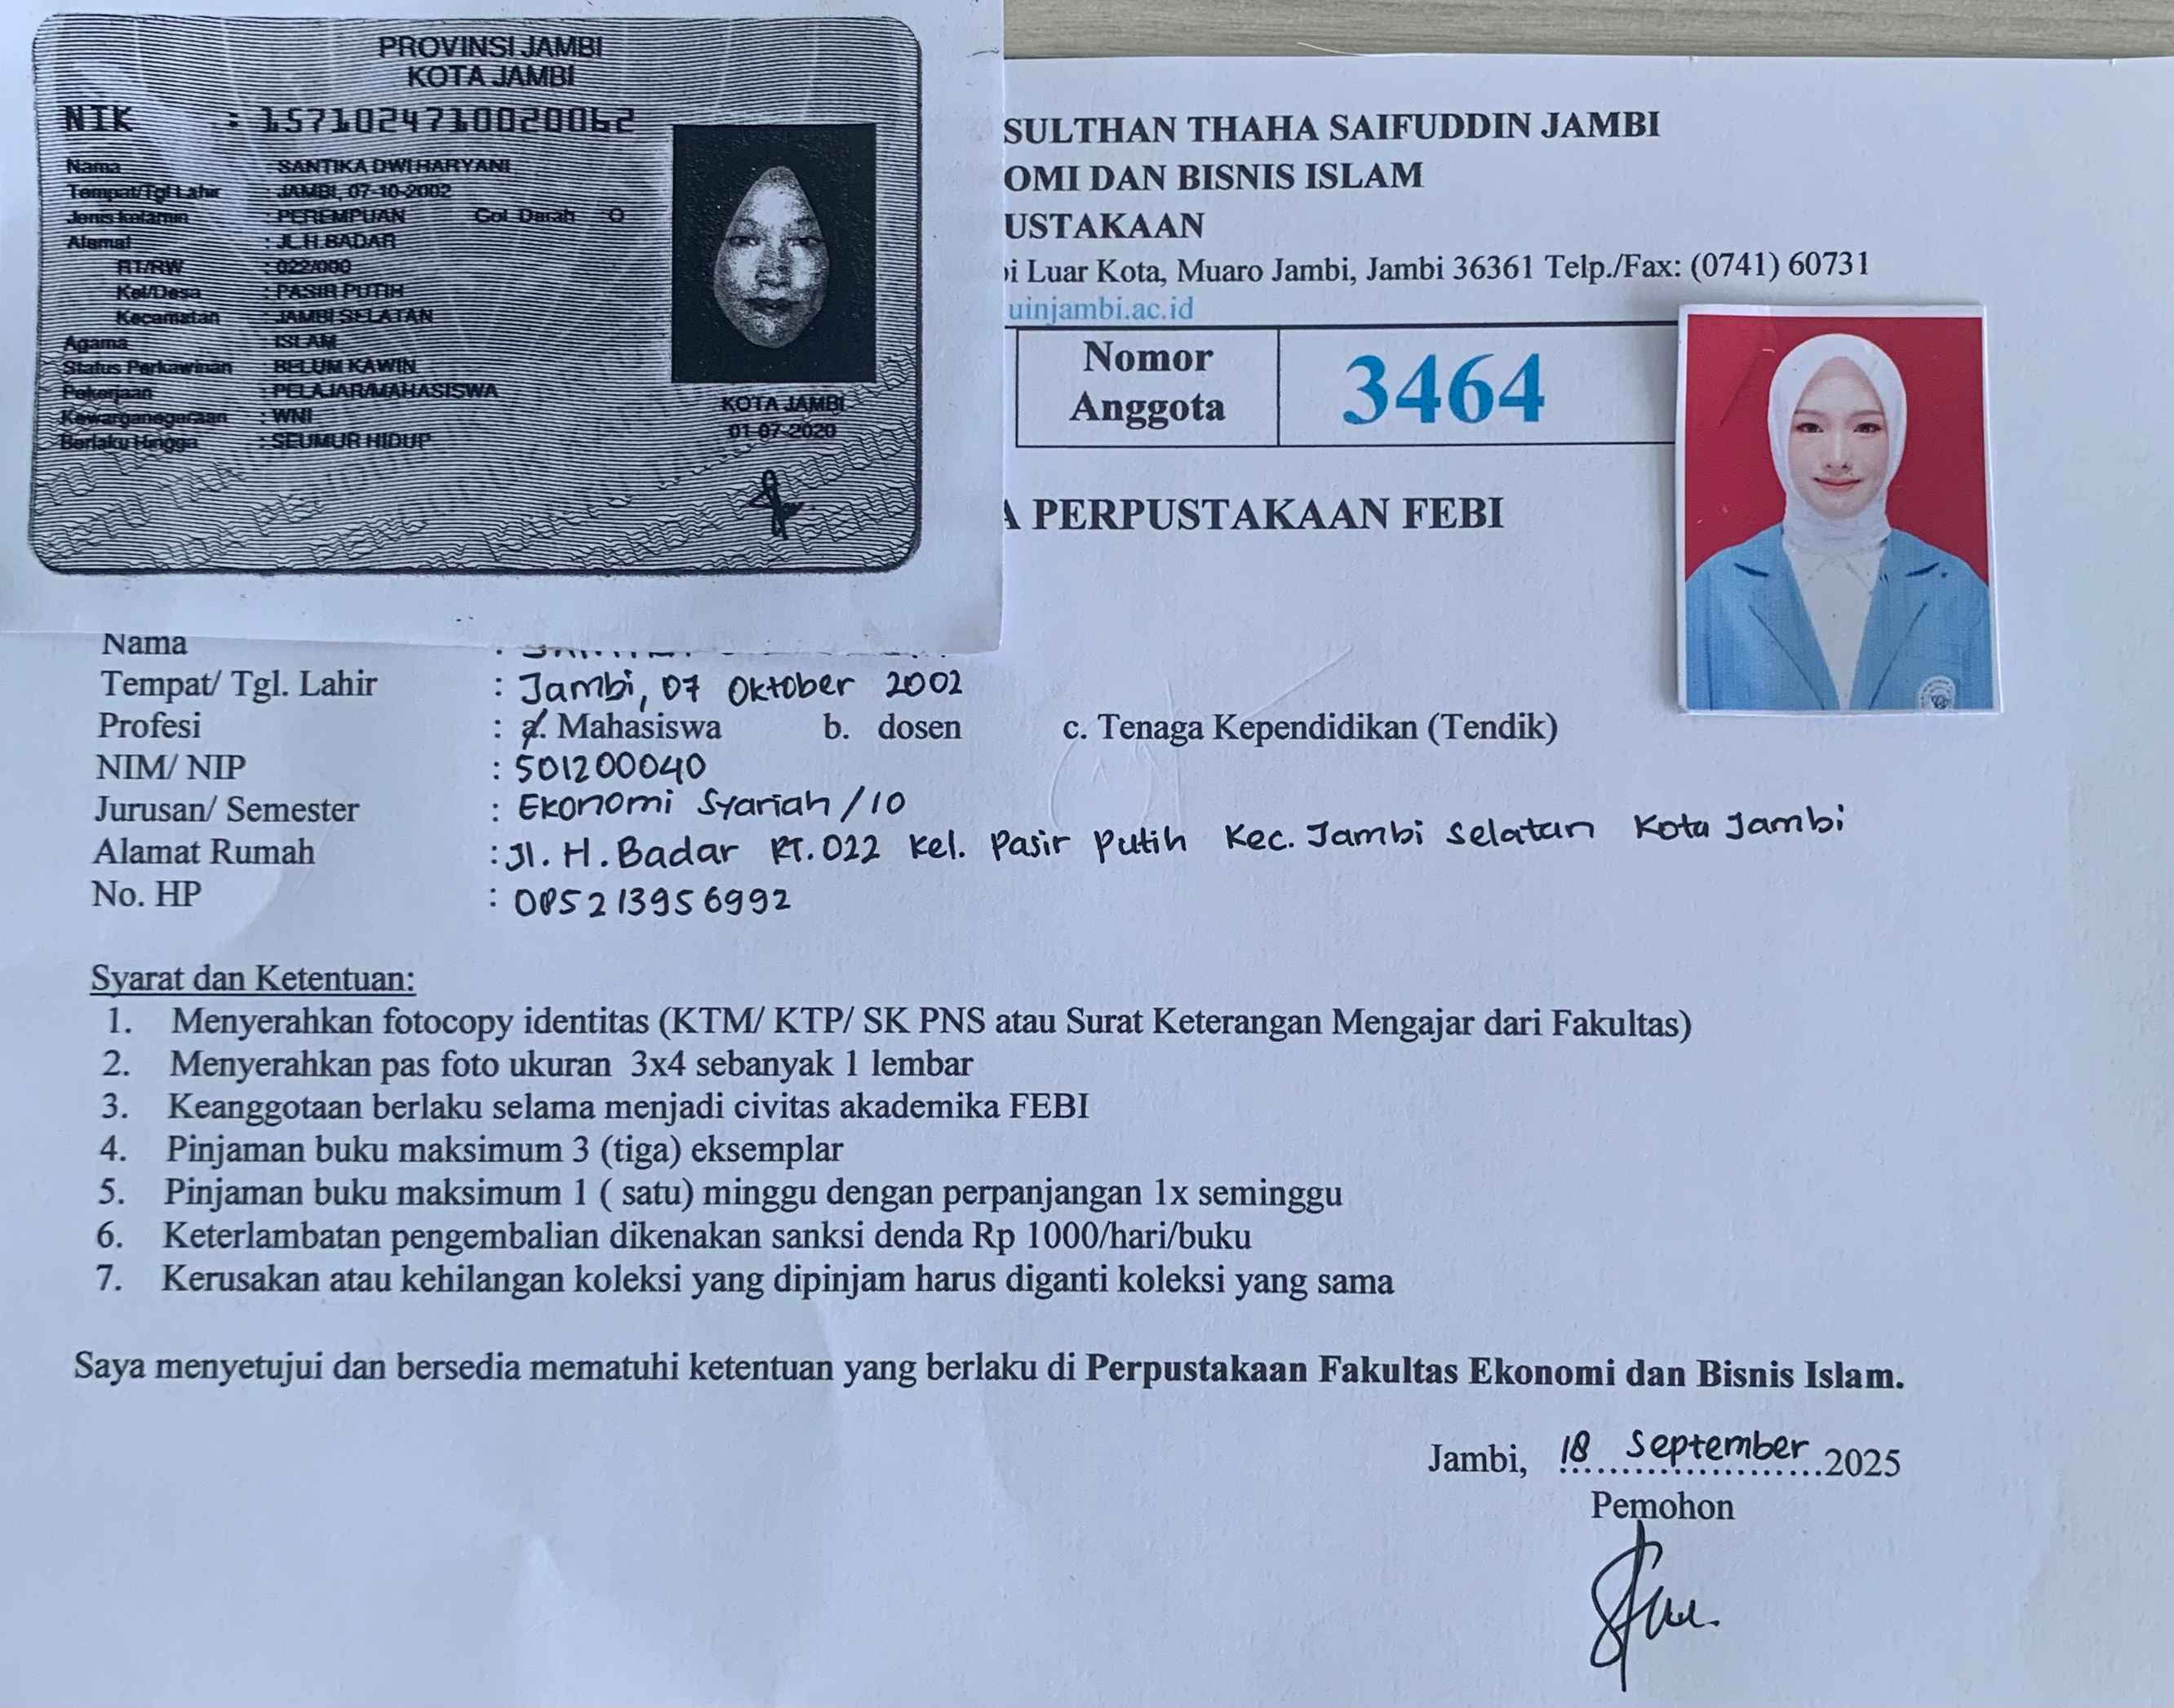 PROVINSI JAMBI
KOTA JAMBI
NIK : 1571024710020062
Nama : SANTIKA DWI HARYANI
Tempat/Tgl Lahir : JAMBI, 07-10-2002
Jenis kelamin : PEREMPUAN Gol. Darah O
Alamat : JL.H.BADAR
RT/RW : 022/000
Kel/Desa : PASIR PUTIH
Kecamatan : JAMBI SELATAN
Agama : ISLAM
Status Perkawinan : BELUM KAWIN
Pekerjaan : PELAJAR/MAHASISWA
Kewarganegaraan : WNI
Berlaku Hingga : SEUMUR HIDUP
KOTA JAMBI
01-07-2020
SULTHAN THAHA SAIFUDDIN JAMBI
OMI DAN BISNIS ISLAM
USTAKAAN
i Luar Kota, Muaro Jambi, Jambi 36361 Telp./Fax: (0741) 60731
uinjambi.ac.id
Nomor Anggota 3464
PERPUSTAKAAN FEBI
Nama :
Tempat/ Tgl. Lahir : Jambi, 07 Oktober 2002
Profesi : a. Mahasiswa b. dosen c. Tenaga Kependidikan (Tendik)
NIM/ NIP : 501200040
Jurusan/ Semester : Ekonomi Syariah /10
Alamat Rumah : Jl. H. Badar RT.022 Kel. Pasir Putih Kec. Jambi Selatan Kota Jambi
No. HP : 085213956992
Syarat dan Ketentuan:
1. Menyerahkan fotocopy identitas (KTM/ KTP/ SK PNS atau Surat Keterangan Mengajar dari Fakultas)
2. Menyerahkan pas foto ukuran 3x4 sebanyak 1 lembar
3. Keanggotaan berlaku selama menjadi civitas akademika FEBI
4. Pinjaman buku maksimum 3 (tiga) eksemplar
5. Pinjaman buku maksimum 1 ( satu) minggu dengan perpanjangan 1x seminggu
6. Keterlambatan pengembalian dikenakan sanksi denda Rp 1000/hari/buku
7. Kerusakan atau kehilangan koleksi yang dipinjam harus diganti koleksi yang sama
Saya menyetujui dan bersedia mematuhi ketentuan yang berlaku di Perpustakaan Fakultas Ekonomi dan Bisnis Islam.
Jambi, 18 September 2025
Pemohon